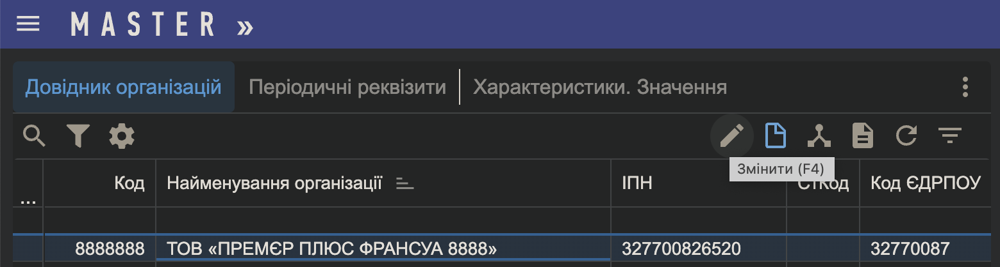 MASTER »
Довідник організацій Періодичні реквізити Характеристики. Значення
Змінити (F4)
... Код Найменування організації ІПН СтКод Код ЄДРПОУ
8888888 ТОВ «ПРЕМЄР ПЛЮС ФРАНСУА 8888» 327700826520 32770087